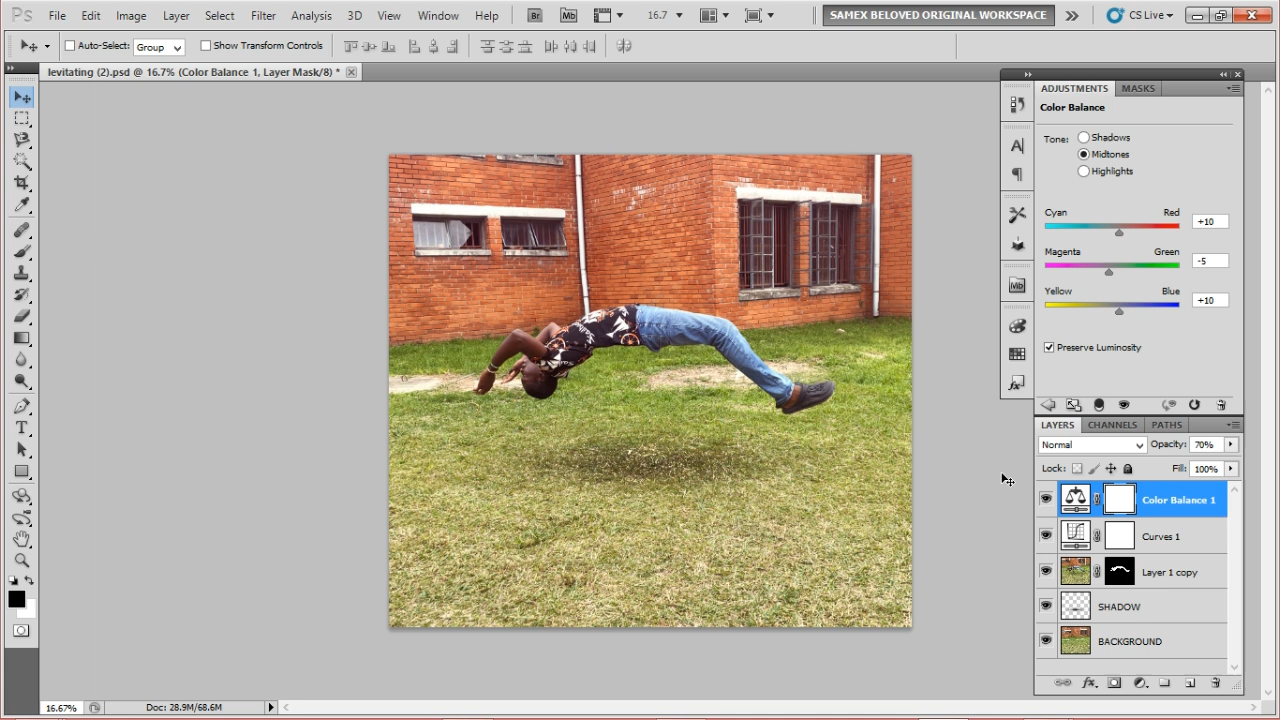 Ps File Edit Image Layer Select Filter Analysis 3D View Window Help Br Mb 16.7 SAMEX BELOVED ORIGINAL WORKSPACE CS Live
Auto-Select: Group Show Transform Controls
levitating (2).psd @ 16.7% (Color Balance 1, Layer Mask/8) *
ADJUSTMENTS MASKS
Color Balance
Tone: Shadows
Midtones
Highlights
Cyan Red +10
Magenta Green -5
Yellow Blue +10
Preserve Luminosity
A
Mb
fx
T
LAYERS CHANNELS PATHS
Normal Opacity: 70%
Lock: Fill: 100%
Color Balance 1
Curves 1
Layer 1 copy
SHADOW
BACKGROUND
fx
16.67% Doc: 28.9M/68.6M